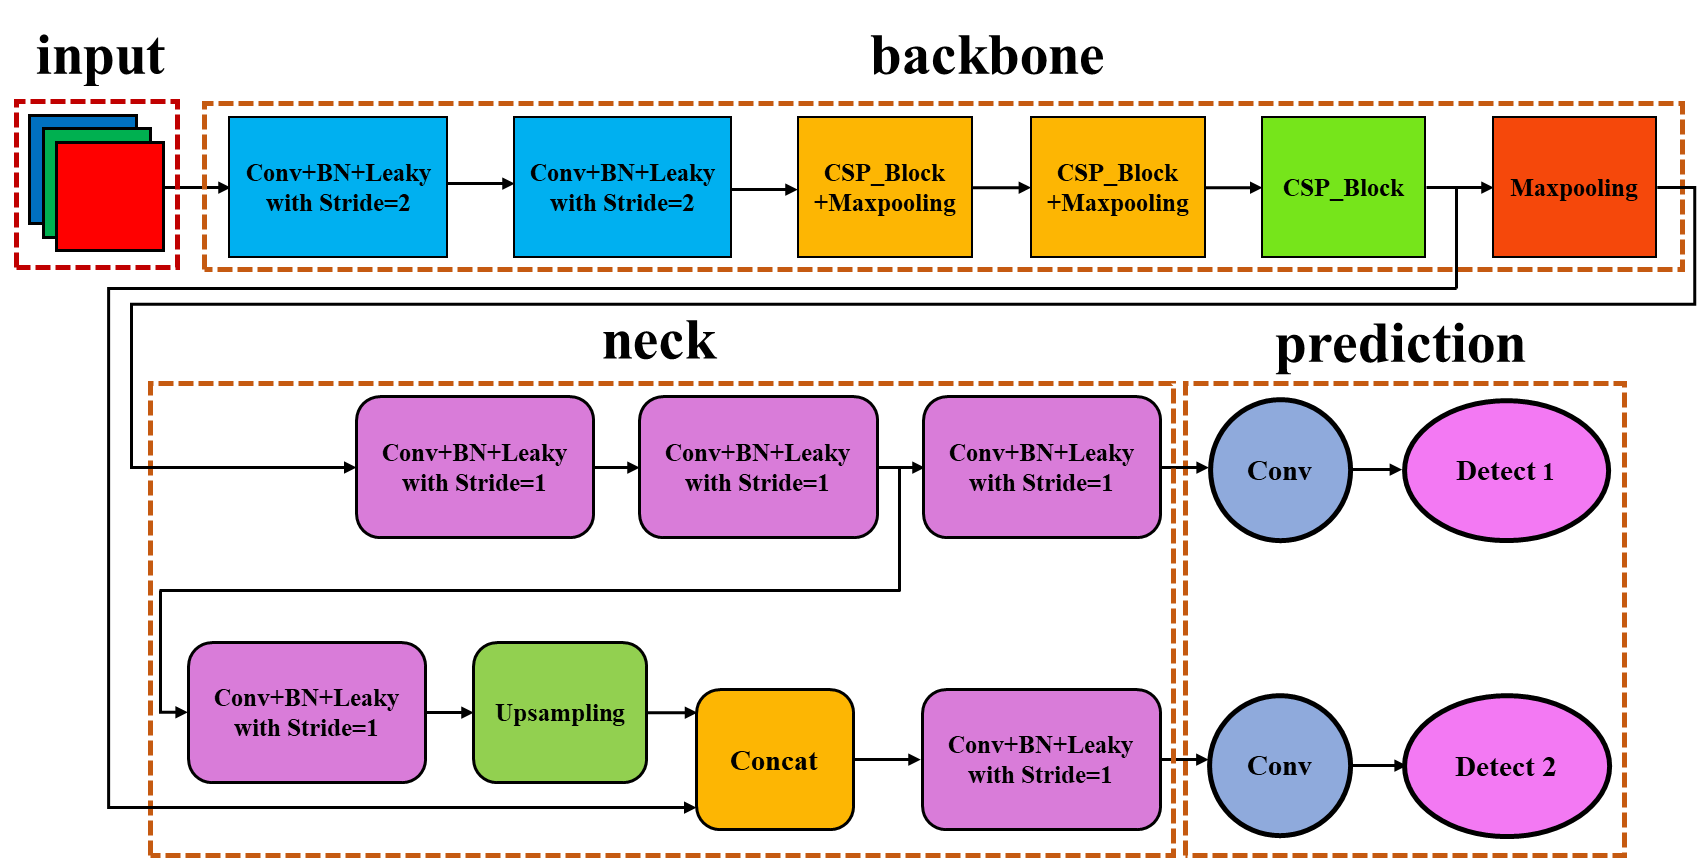 input
backbone
Conv+BN+Leaky
with Stride=2
Conv+BN+Leaky
with Stride=2
CSP_Block
+Maxpooling
CSP_Block
+Maxpooling
CSP_Block
Maxpooling
neck
prediction
Conv+BN+Leaky
with Stride=1
Conv+BN+Leaky
with Stride=1
Conv+BN+Leaky
with Stride=1
Conv
Detect 1
Conv+BN+Leaky
with Stride=1
Upsampling
Concat
Conv+BN+Leaky
with Stride=1
Conv
Detect 2